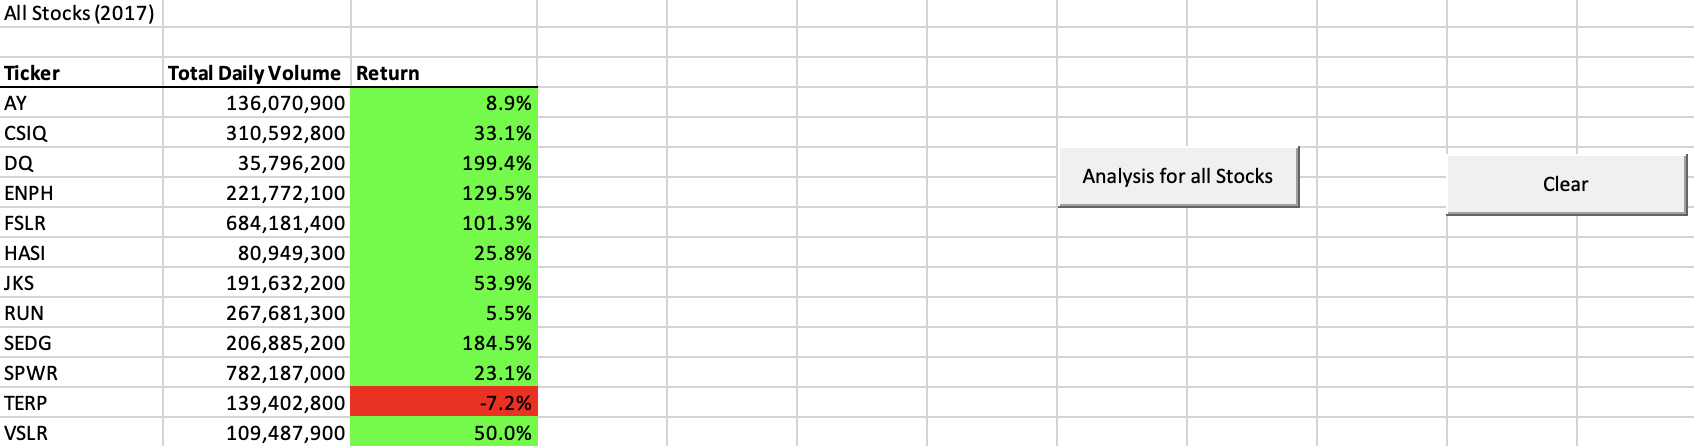 All Stocks (2017)
Ticker Total Daily Volume Return
AY 136,070,900 8.9%
CSIQ 310,592,800 33.1%
DQ 35,796,200 199.4%
ENPH 221,772,100 129.5%
FSLR 684,181,400 101.3%
HASI 80,949,300 25.8%
JKS 191,632,200 53.9%
RUN 267,681,300 5.5%
SEDG 206,885,200 184.5%
SPWR 782,187,000 23.1%
TERP 139,402,800 -7.2%
VSLR 109,487,900 50.0%
Analysis for all Stocks
Clear